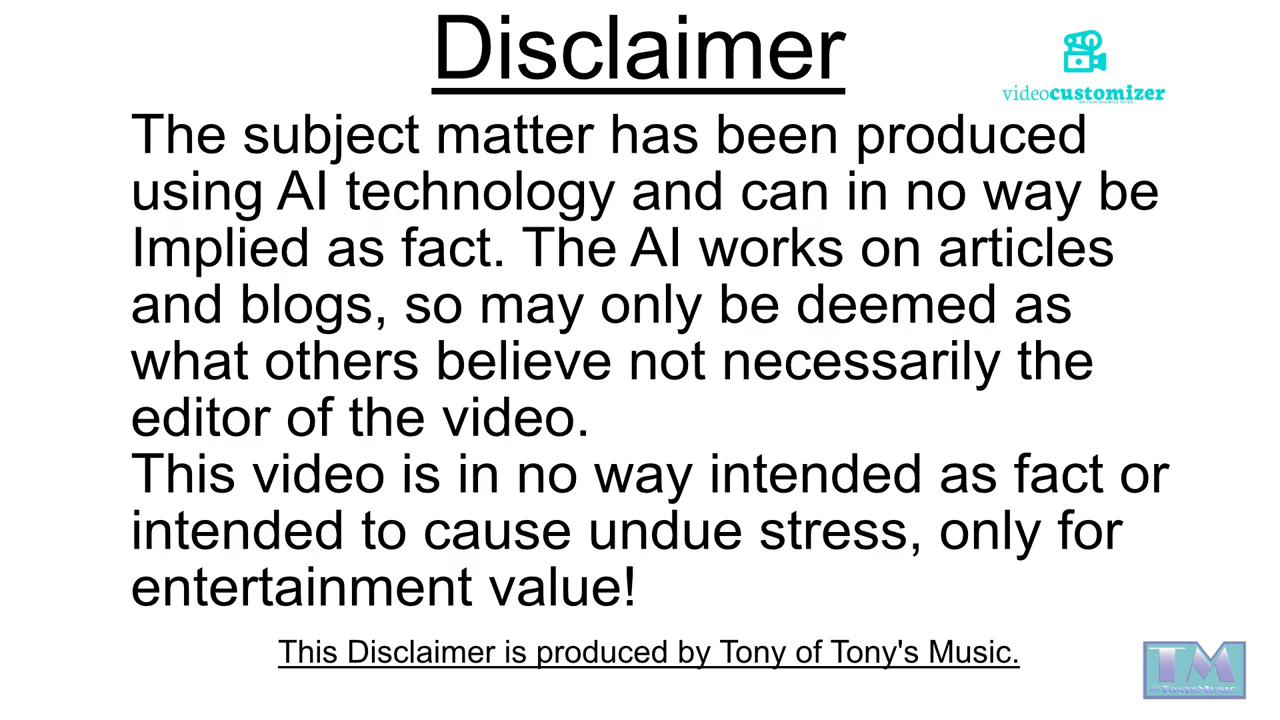 Disclaimer
videocustomizer
The subject matter has been produced
using AI technology and can in no way be
Implied as fact. The AI works on articles
and blogs, so may only be deemed as
what others believe not necessarily the
editor of the video.
This video is in no way intended as fact or
intended to cause undue stress, only for
entertainment value!
This Disclaimer is produced by Tony of Tony's Music.
TM